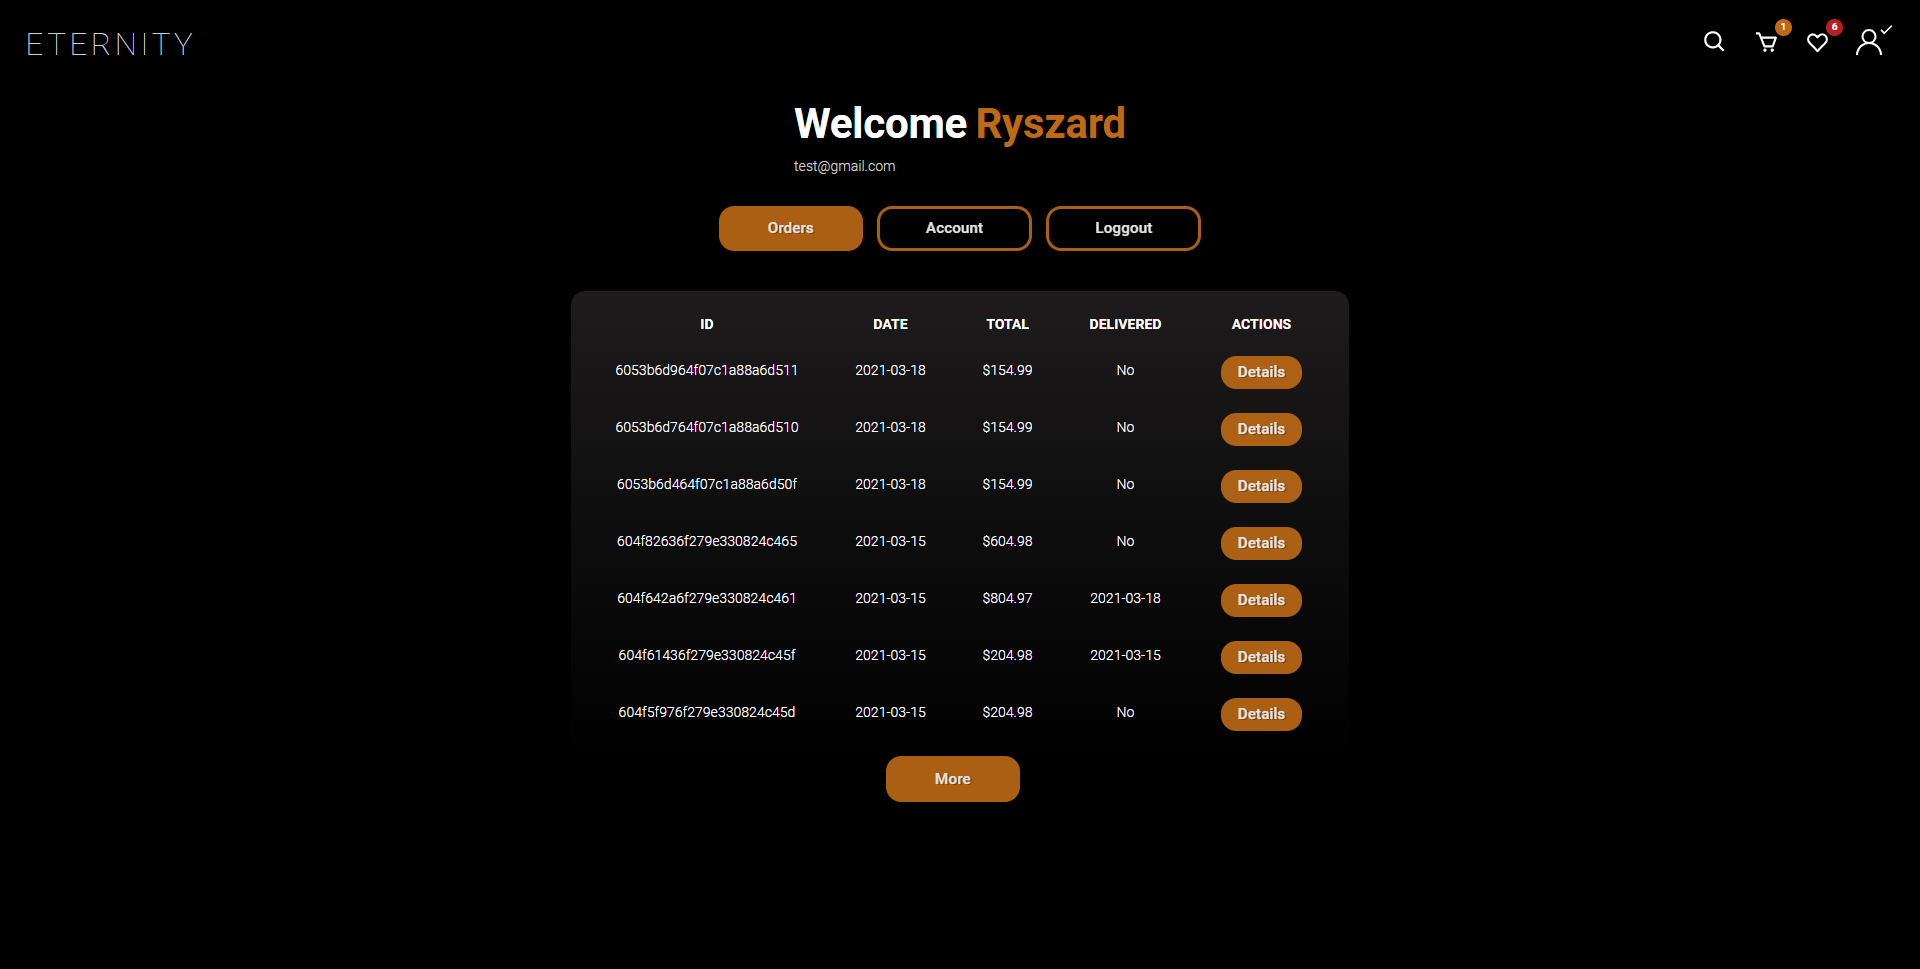 ETERNITY
1
6
Welcome Ryszard
test@gmail.com
Orders Account Loggout
ID DATE TOTAL DELIVERED ACTIONS
6053b6d964f07c1a88a6d511 2021-03-18 $154.99 No Details
6053b6d764f07c1a88a6d510 2021-03-18 $154.99 No Details
6053b6d464f07c1a88a6d50f 2021-03-18 $154.99 No Details
604f82636f279e330824c465 2021-03-15 $604.98 No Details
604f642a6f279e330824c461 2021-03-15 $804.97 2021-03-18 Details
604f61436f279e330824c45f 2021-03-15 $204.98 2021-03-15 Details
604f5f976f279e330824c45d 2021-03-15 $204.98 No Details
More